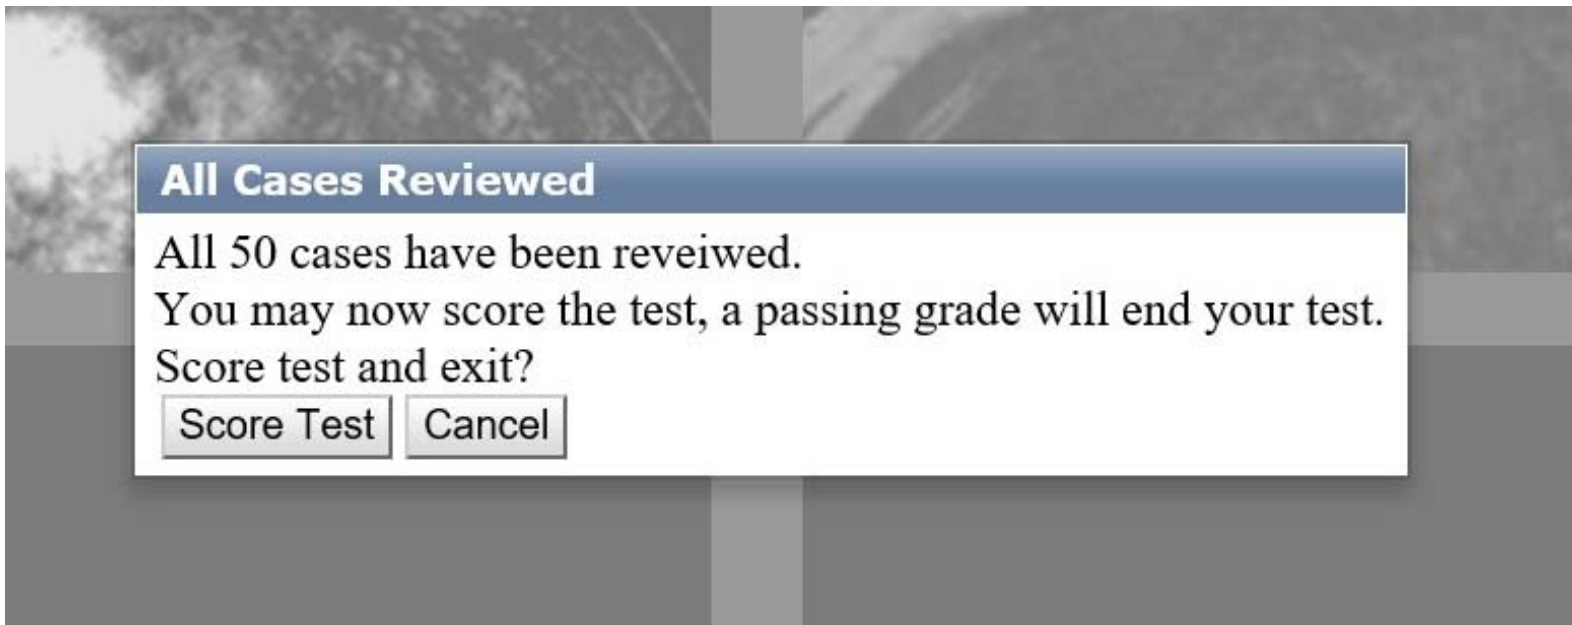 All Cases Reviewed
All 50 cases have been reveiwed.
You may now score the test, a passing grade will end your test.
Score test and exit?
Score Test Cancel